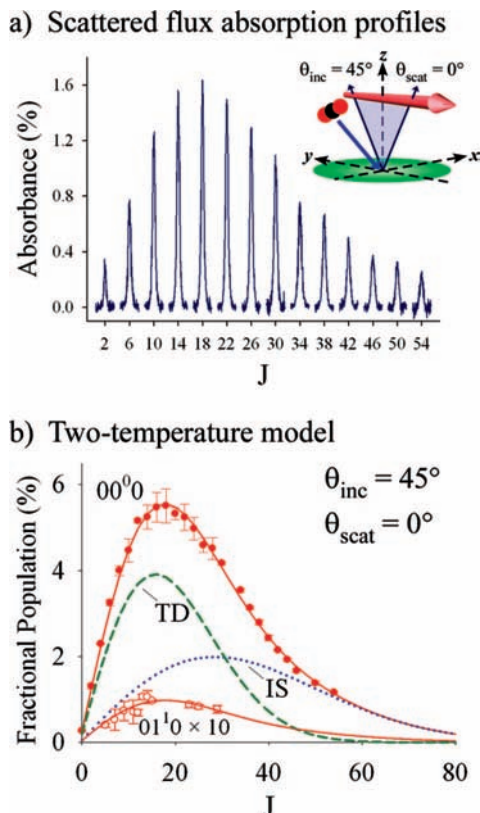 a) Scattered flux absorption profiles
θinc = 45°
θscat = 0°
z
y
x
Absorbance (%)
1.6
1.2
0.8
0.4
0.0
2 6 10 14 18 22 26 30 34 38 42 46 50 54
J
b) Two-temperature model
Fractional Population (%)
6
4
2
0
00⁰0
θinc = 45°
θscat = 0°
TD
IS
01¹0 × 10
0 20 40 60 80
J